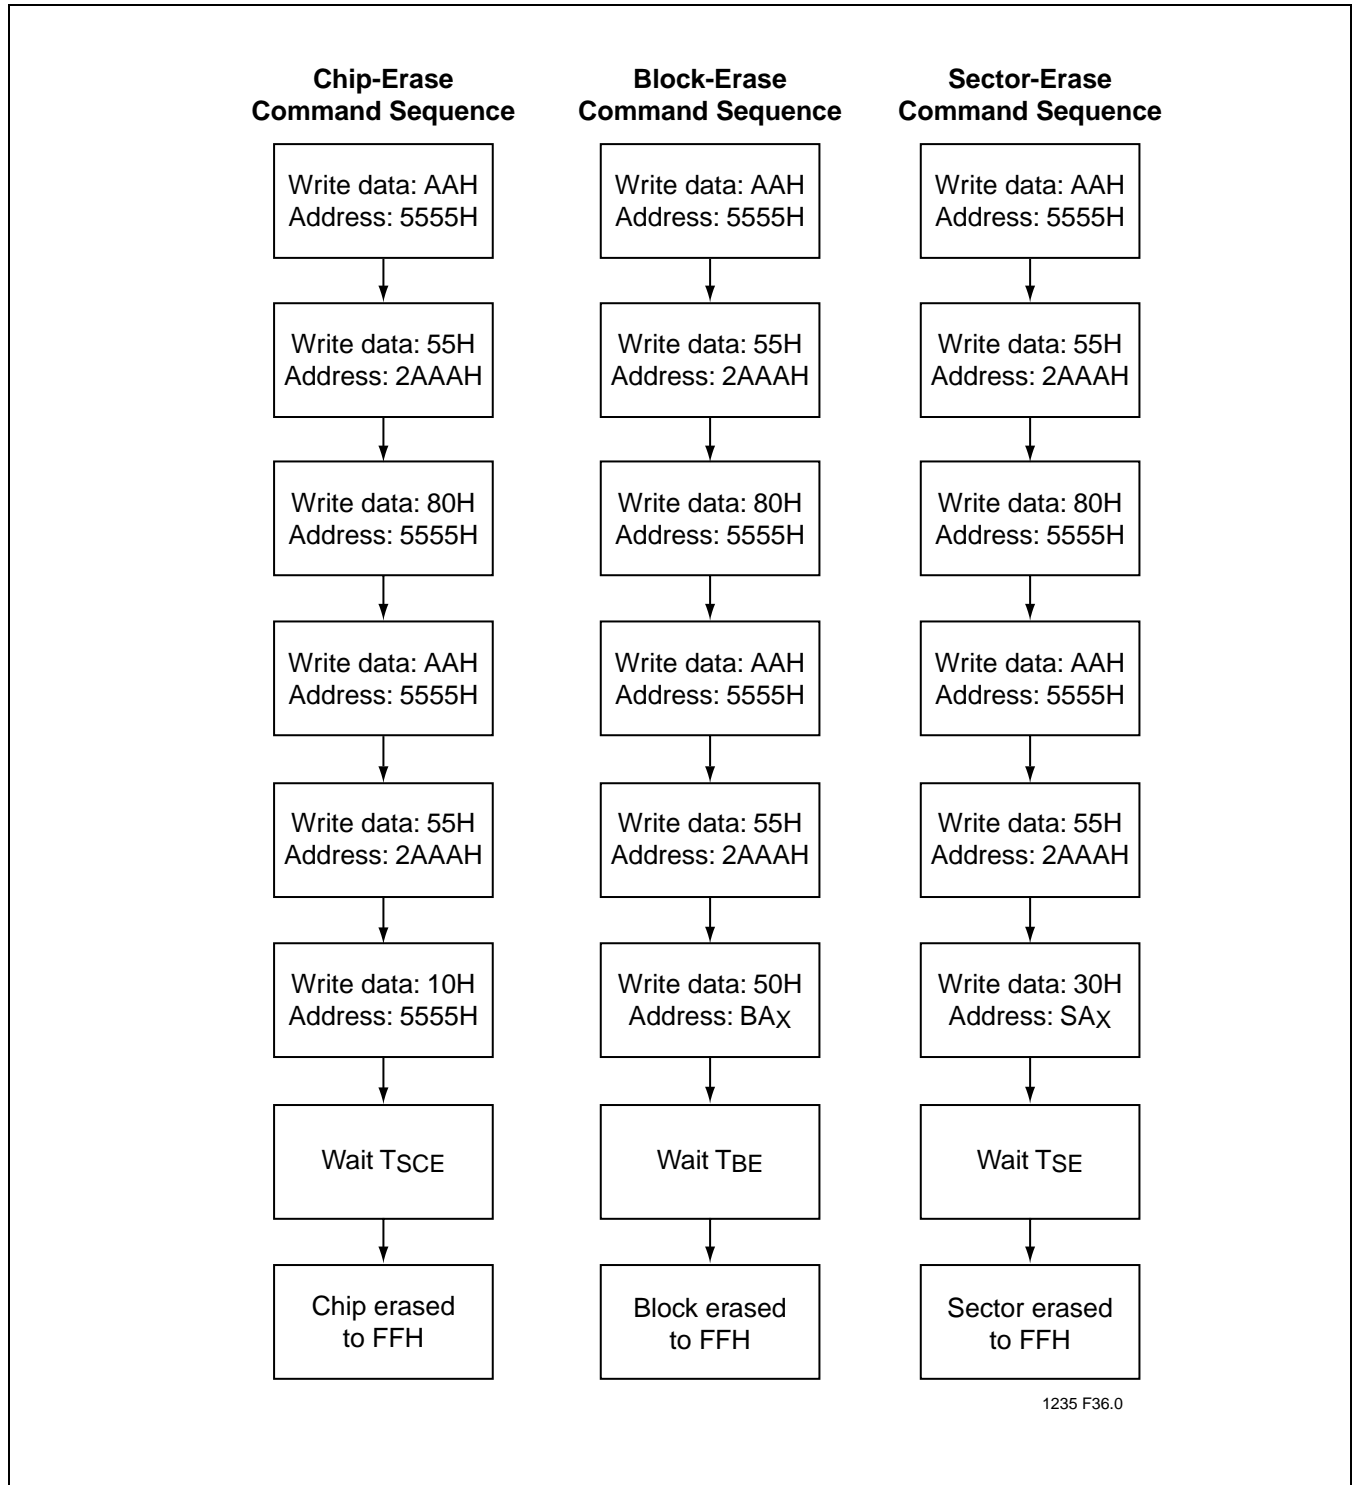 Chip-Erase
Command Sequence
Write data: AAH
Address: 5555H
Write data: 55H
Address: 2AAAH
Write data: 80H
Address: 5555H
Write data: AAH
Address: 5555H
Write data: 55H
Address: 2AAAH
Write data: 10H
Address: 5555H
Wait TSCE
Chip erased
to FFH
Block-Erase
Command Sequence
Write data: AAH
Address: 5555H
Write data: 55H
Address: 2AAAH
Write data: 80H
Address: 5555H
Write data: AAH
Address: 5555H
Write data: 55H
Address: 2AAAH
Write data: 50H
Address: BAX
Wait TBE
Block erased
to FFH
Sector-Erase
Command Sequence
Write data: AAH
Address: 5555H
Write data: 55H
Address: 2AAAH
Write data: 80H
Address: 5555H
Write data: AAH
Address: 5555H
Write data: 55H
Address: 2AAAH
Write data: 30H
Address: SAX
Wait TSE
Sector erased
to FFH
1235 F36.0